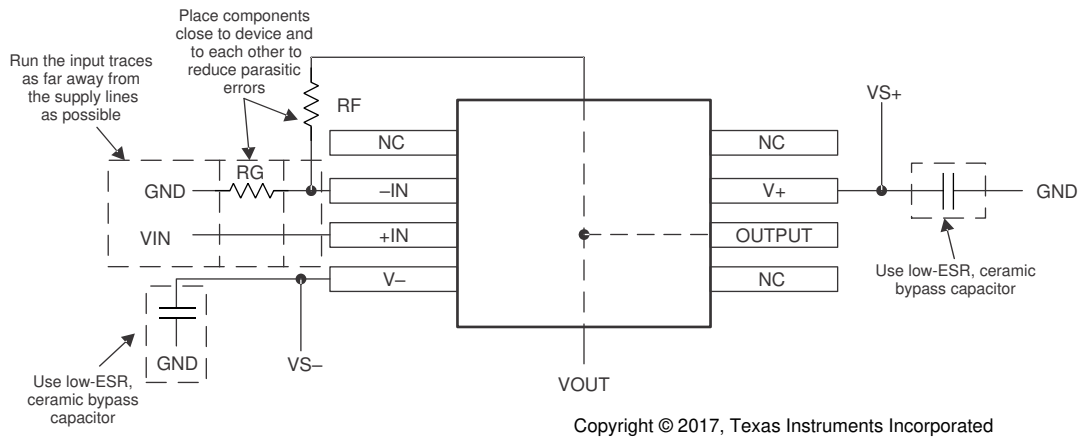 Place components
close to device and
to each other to
reduce parasitic
errors
Run the input traces
as far away from
the supply lines
as possible
RF
VS+
NC
NC
RG
GND
–IN
V+
GND
VIN
+IN
OUTPUT
V–
NC
Use low-ESR, ceramic
bypass capacitor
GND
VS–
VOUT
Use low-ESR,
ceramic bypass
capacitor
Copyright © 2017, Texas Instruments Incorporated